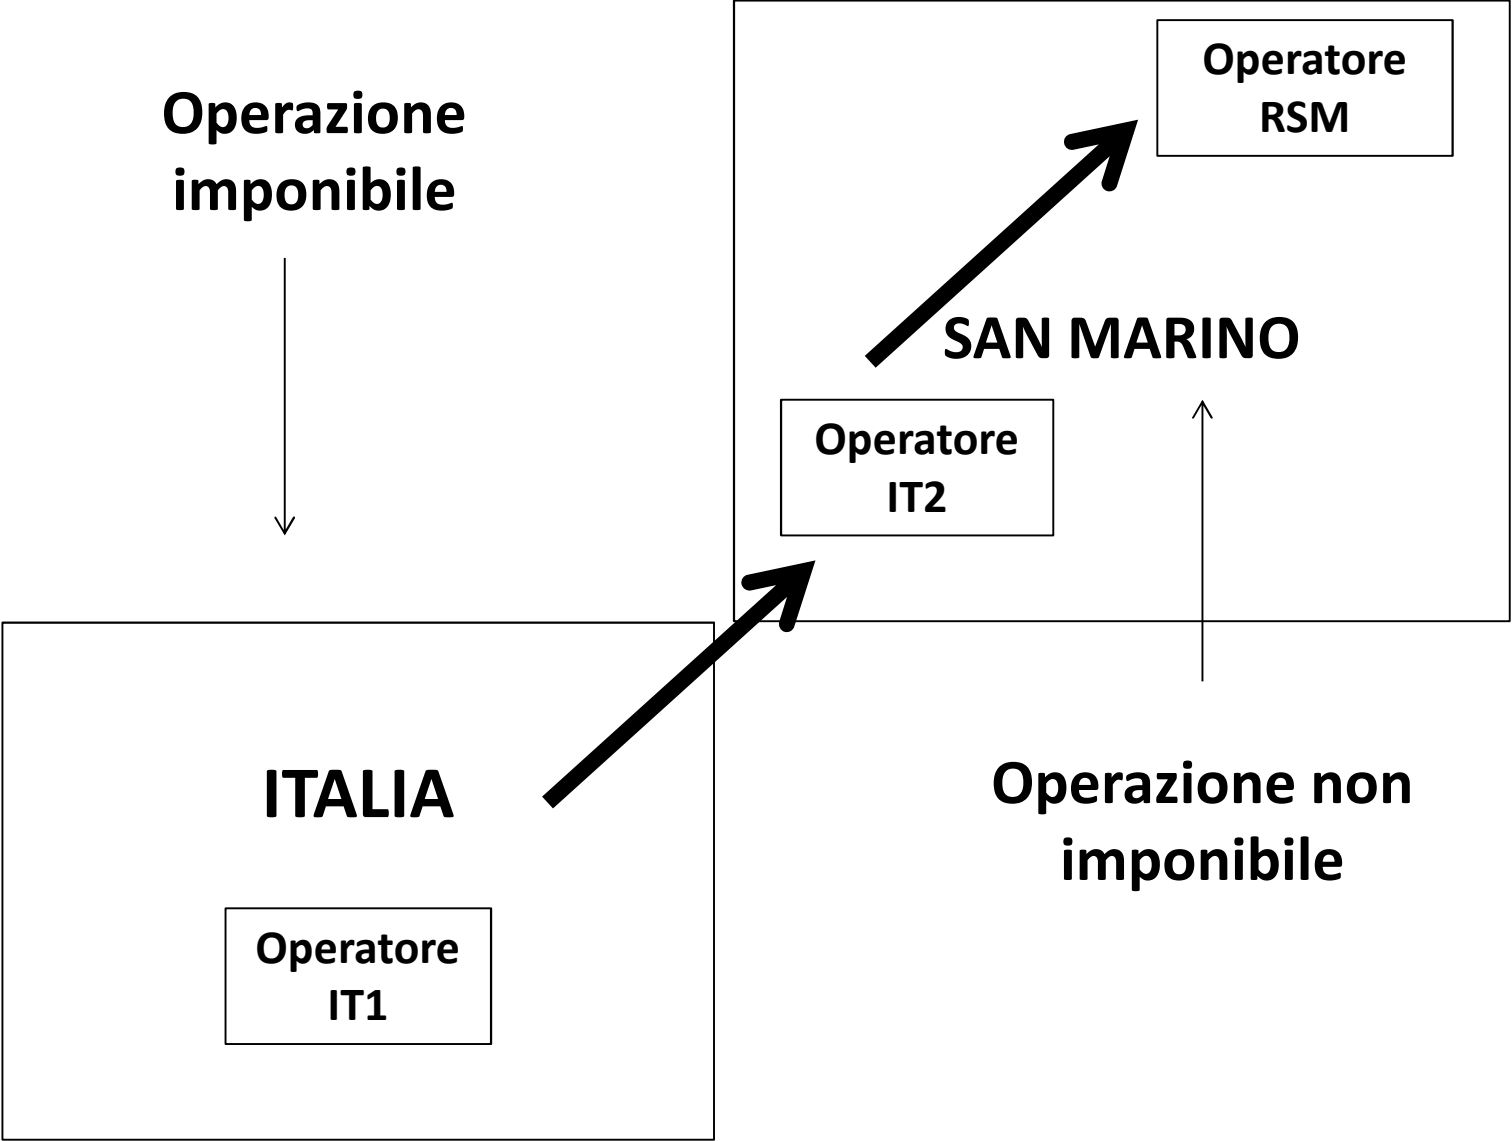 Operatore
RSM
Operazione
imponibile
SAN MARINO
Operatore
IT2
ITALIA
Operazione non
imponibile
Operatore
IT1